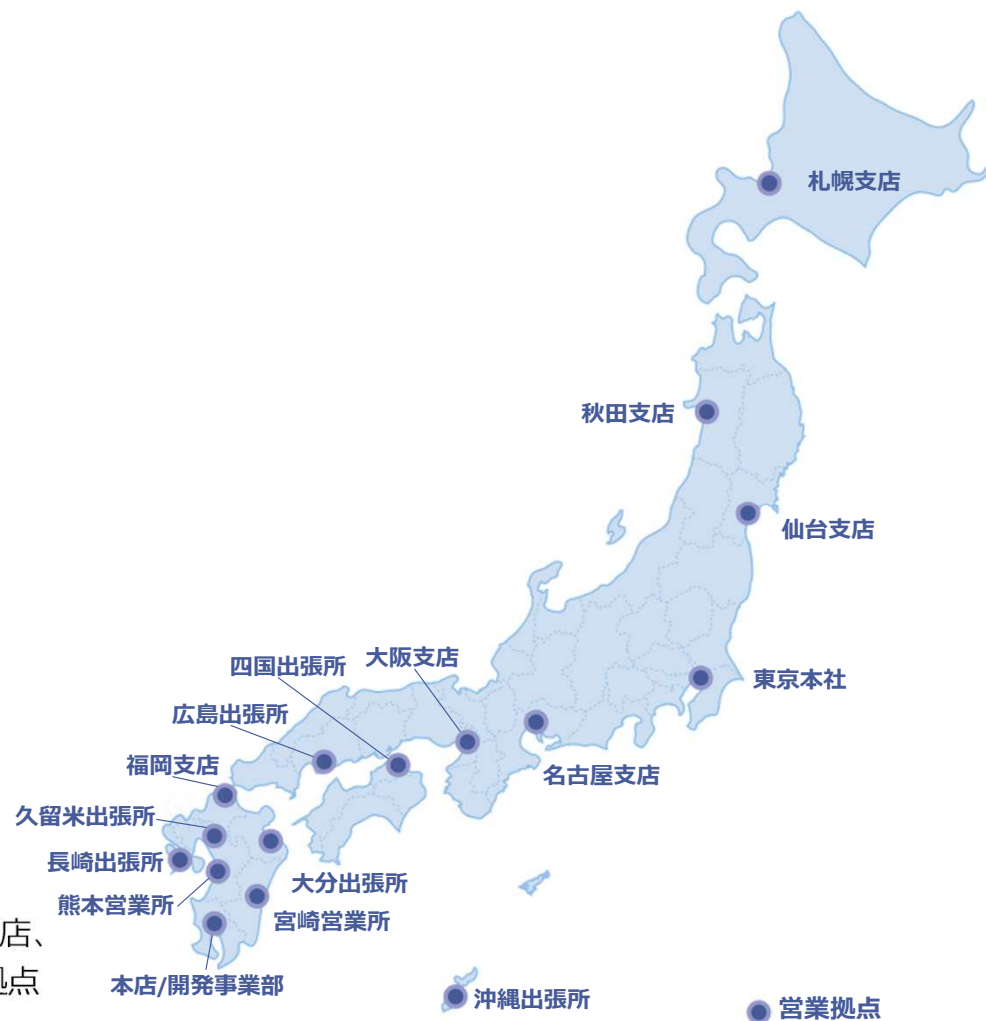 札幌支店
秋田支店
仙台支店
大阪支店
四国出張所
東京本社
広島出張所
福岡支店
名古屋支店
久留米出張所
長崎出張所
大分出張所
熊本営業所
宮崎営業所
店、
拠点
本店/開発事業部
沖縄出張所
営業拠点